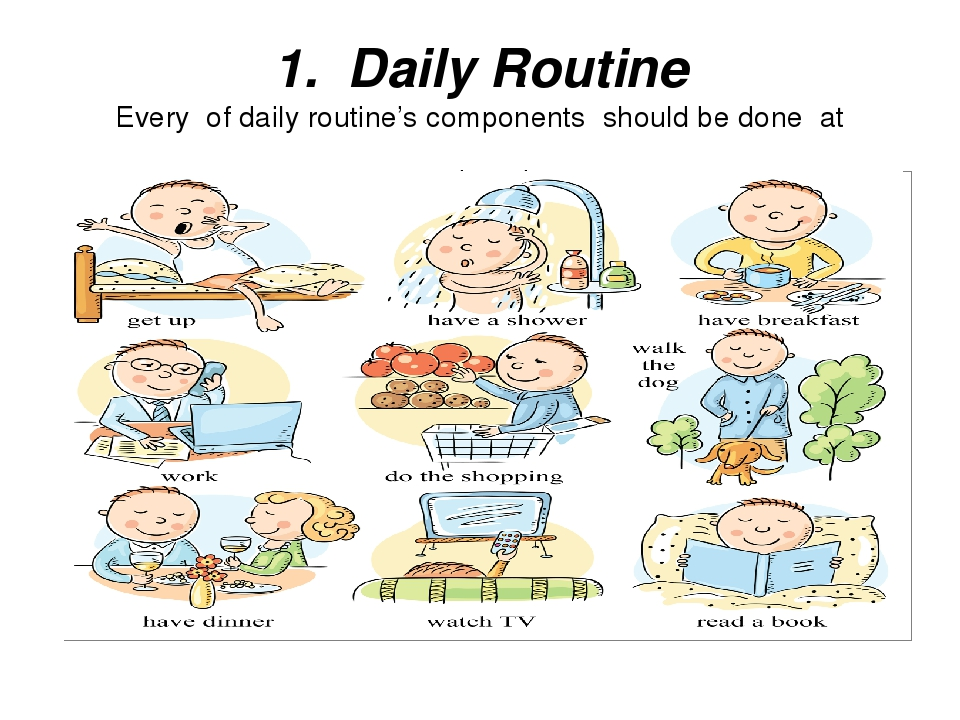 1. Daily Routine
Every of daily routine's components should be done at
get up
have a shower
have breakfast
walk
the
dog
work
do the shopping
have dinner
watch TV
read a book